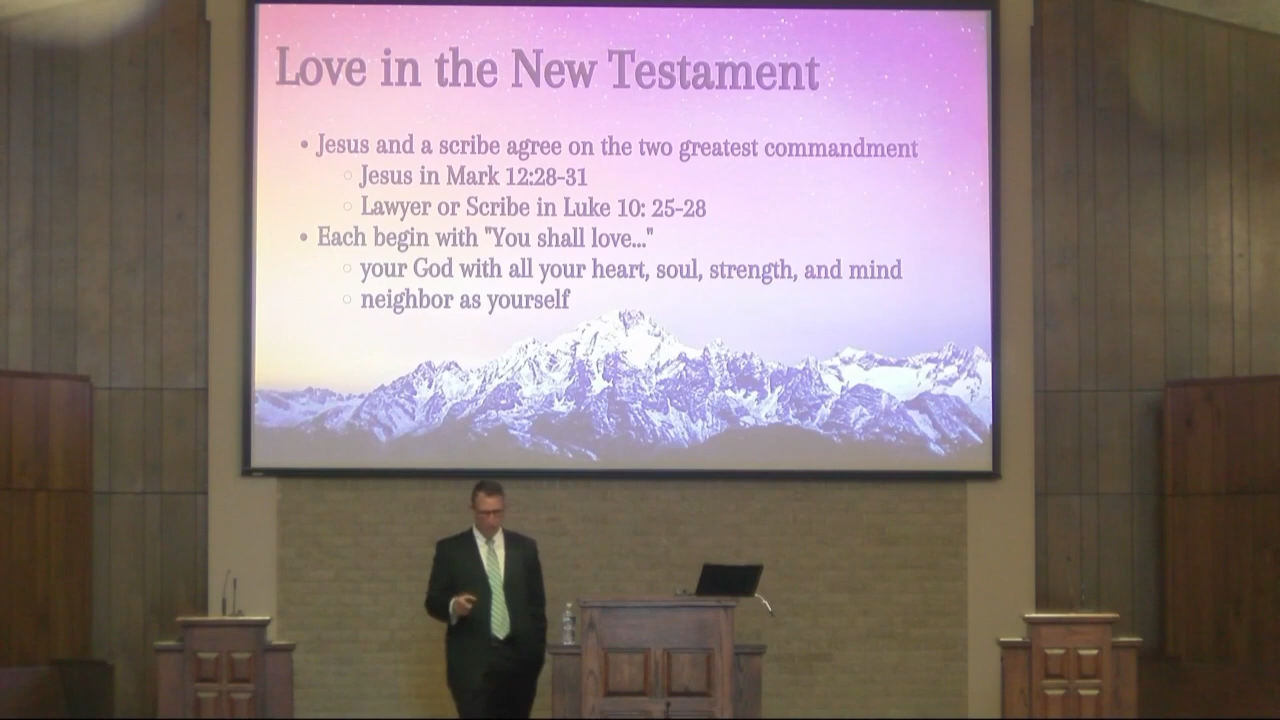 Love in the New Testament
• Jesus and a scribe agree on the two greatest commandment
○ Jesus in Mark 12:28-31
○ Lawyer or Scribe in Luke 10: 25-28
• Each begin with "You shall love..."
○ your God with all your heart, soul, strength, and mind
○ neighbor as yourself